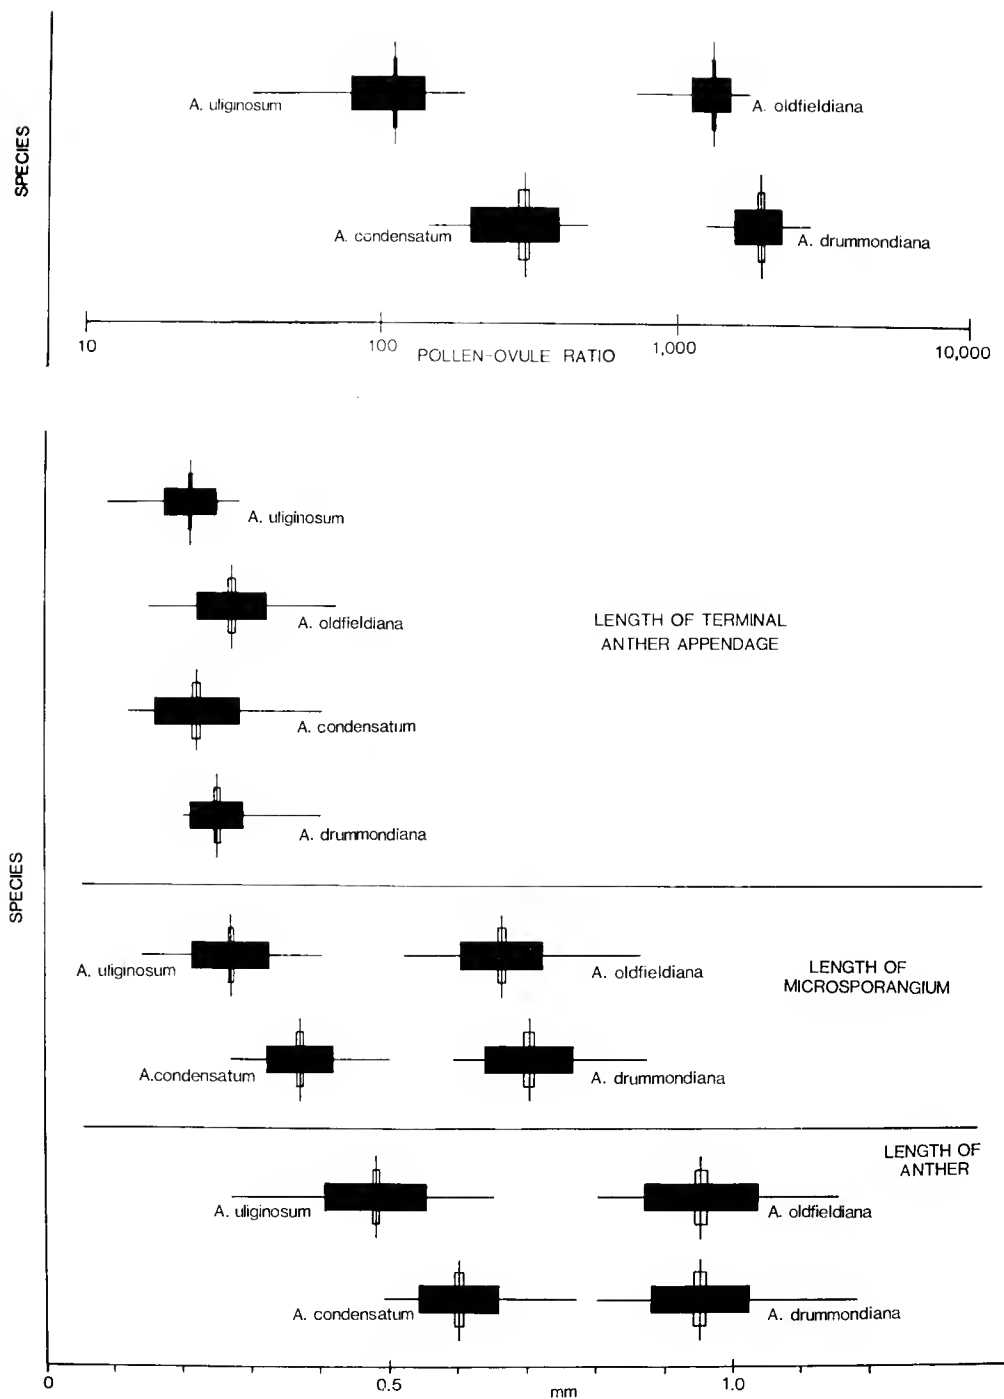 SPECIES
A. uliginosum
A. oldfieldiana
A. condensatum
A. drummondiana
10
100
1,000
10,000
POLLEN-OVULE RATIO
SPECIES
A. uliginosum
A. oldfieldiana
LENGTH OF TERMINAL
ANTHER APPENDAGE
A. condensatum
A. drummondiana
A. uliginosum
A. oldfieldiana
LENGTH OF
MICROSPORANGIUM
A.condensatum
A. drummondiana
LENGTH OF
ANTHER
A. uliginosum
A. oldfieldiana
A. condensatum
A. drummondiana
0
0.5
1.0
mm